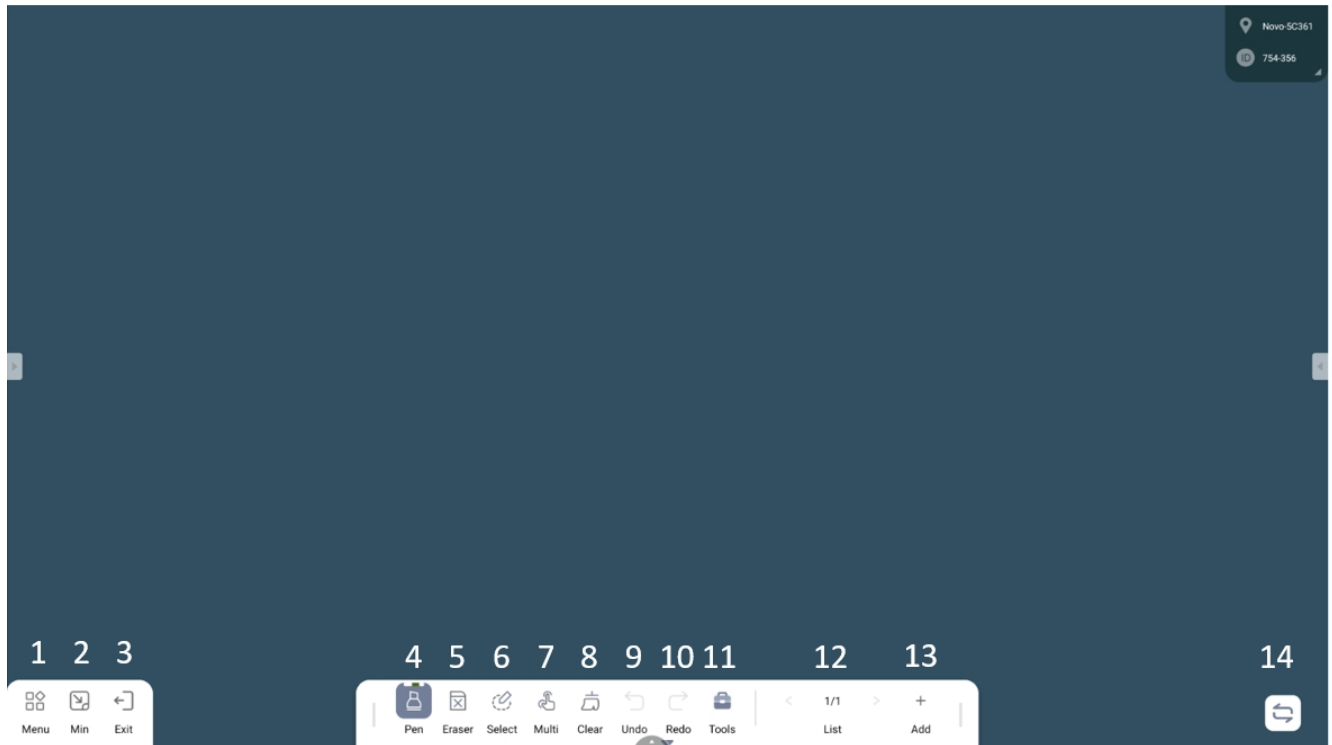 Novo-5C361
ID 754-356
1 2 3
4 5 6 7 8 9 10 11 12 13 14
Menu Min Exit
1/1
Pen Eraser Select Multi Clear Undo Redo Tools List Add